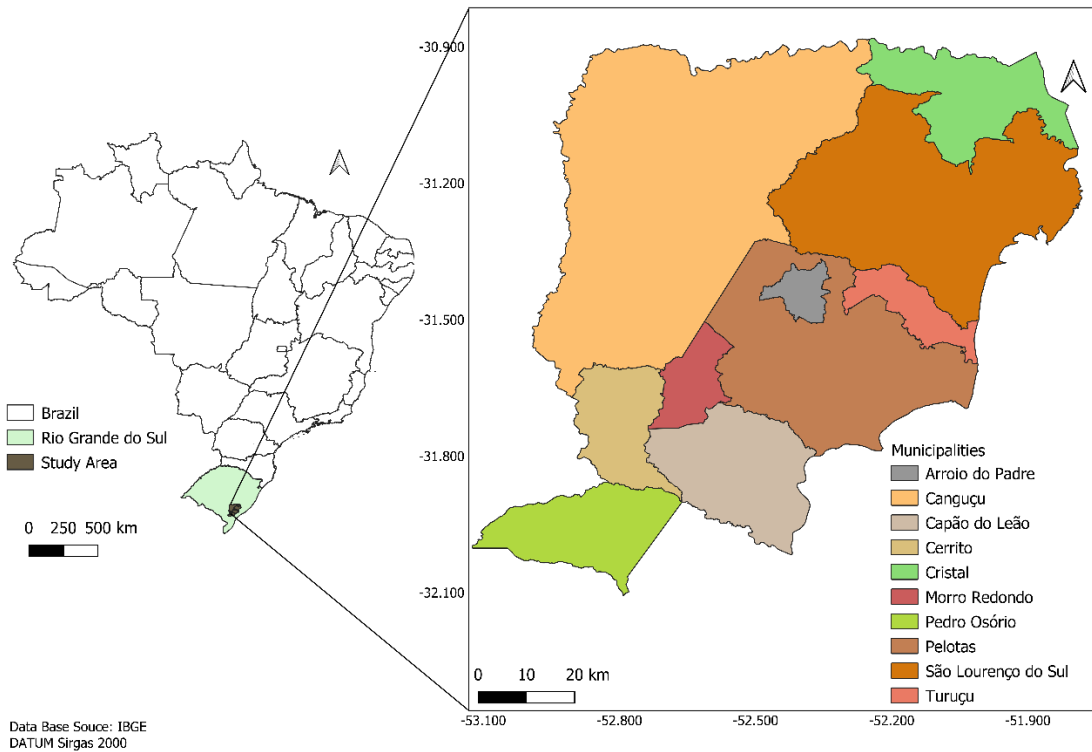 Brazil
Rio Grande do Sul
Study Area
0 250 500 km
Data Base Souce: IBGE
DATUM Sirgas 2000
-30.900
-31.200
-31.500
-31.800
-32.100
-53.100 -52.800 -52.500 -52.200 -51.900
0 10 20 km
Municipalities
Arroio do Padre
Canguçu
Capão do Leão
Cerrito
Cristal
Morro Redondo
Pedro Osório
Pelotas
São Lourenço do Sul
Turuçu